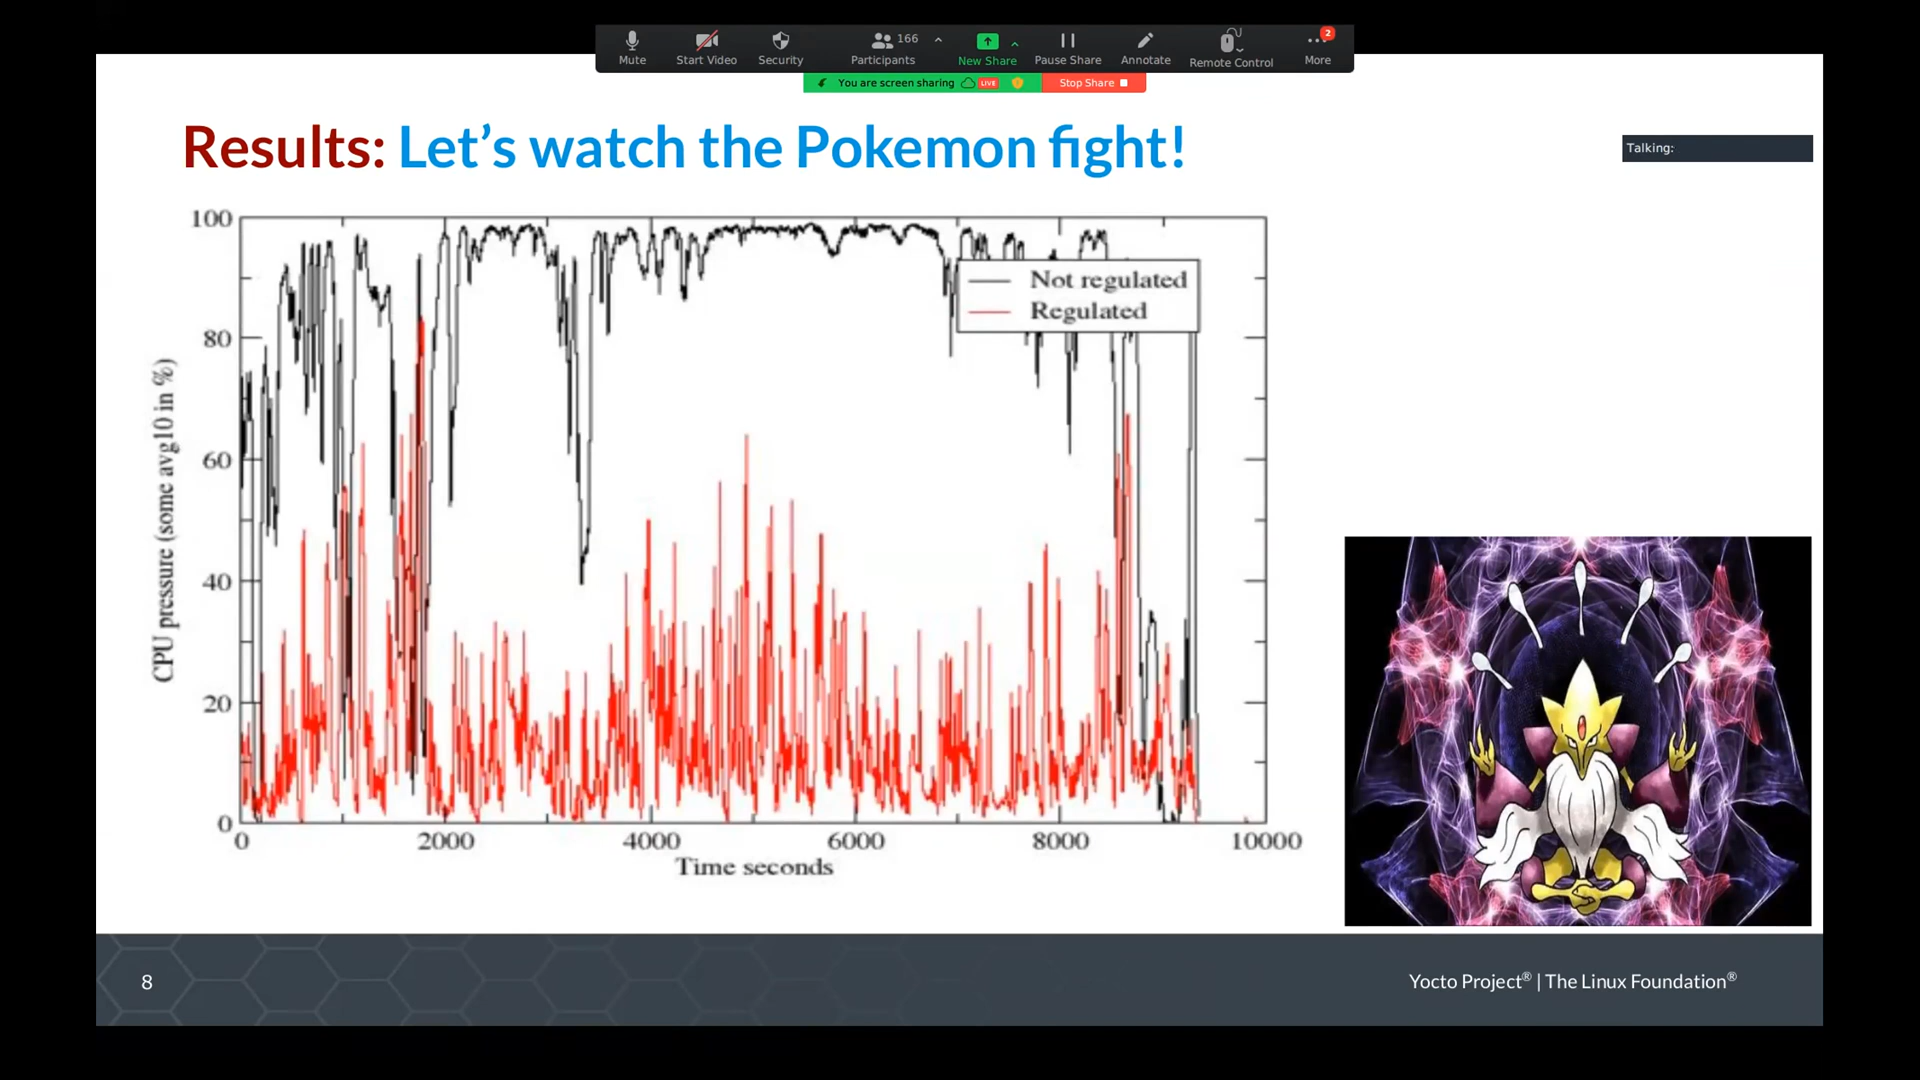 Mute
Start Video
Security
Participants
166
New Share
Pause Share
Annotate
Remote Control
More
2
You are screen sharing
LIVE
Stop Share
Results: Let's watch the Pokemon fight!
Talking:
100
80
60
40
20
0
CPU pressure (some avg10 in %)
Not regulated
Regulated
0 2000 4000 6000 8000 10000
Time seconds
8
Yocto Project® | The Linux Foundation®